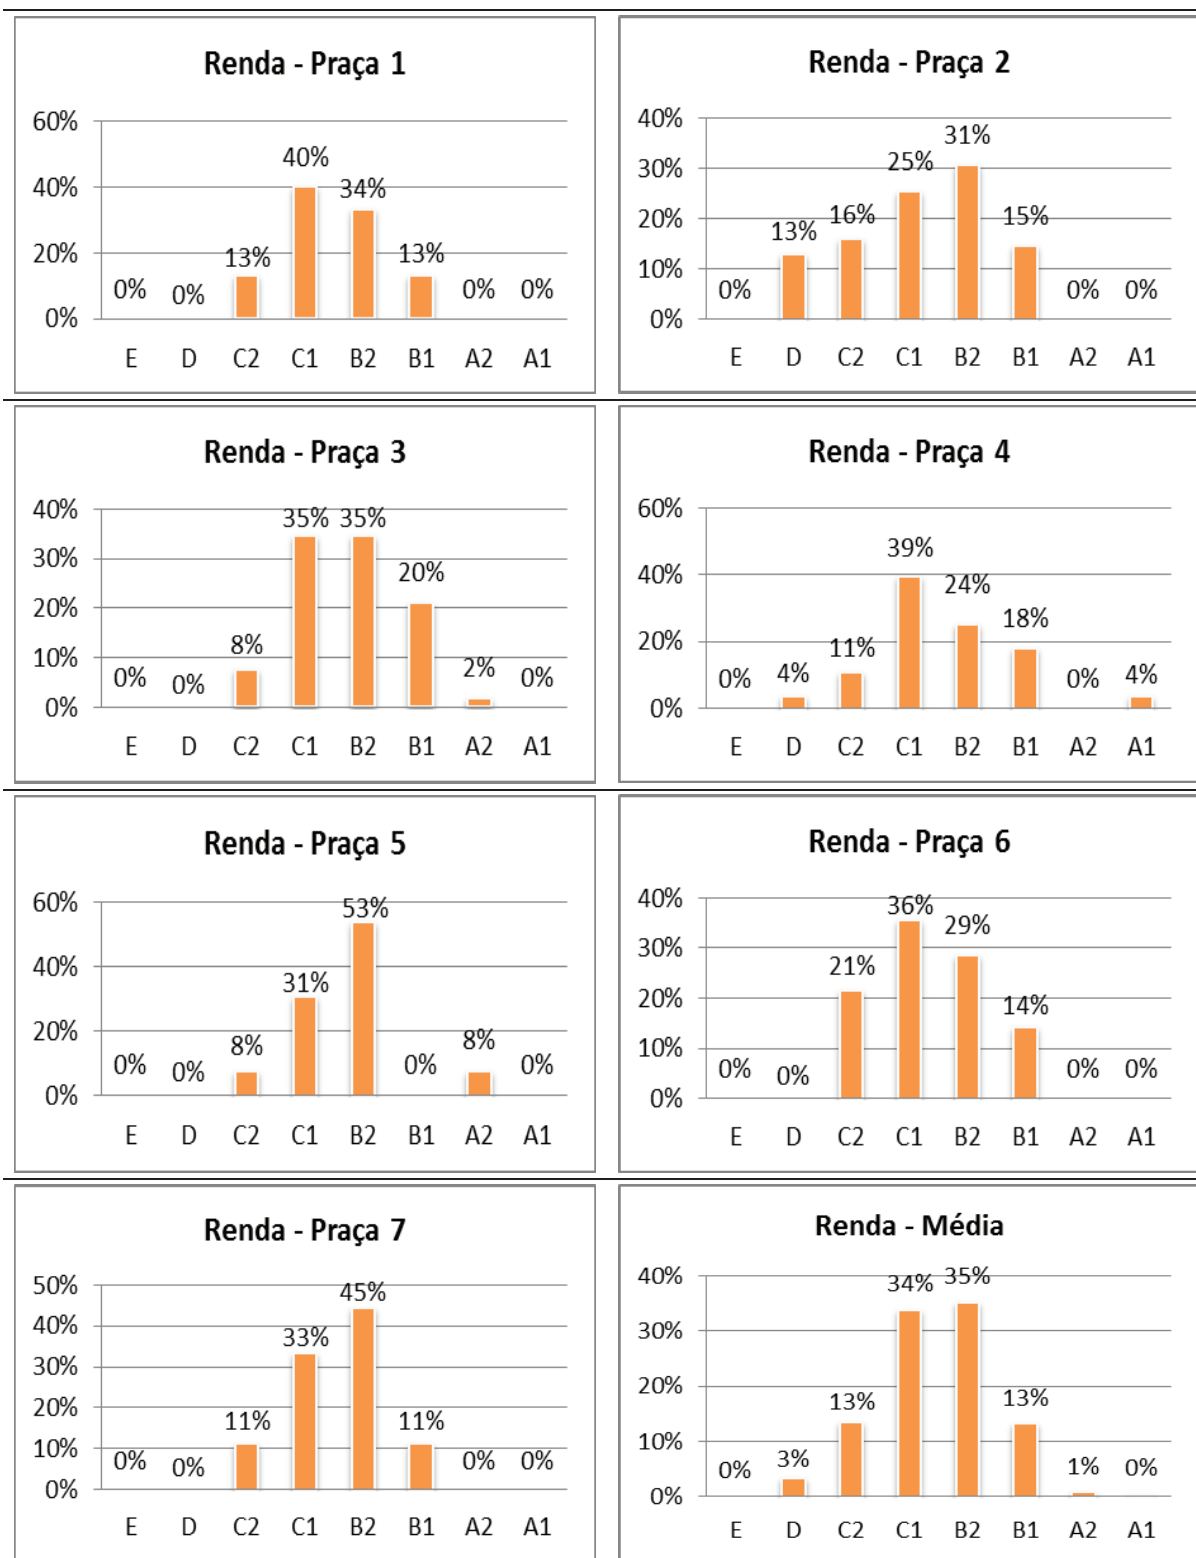 Renda - Praça 1
60%
40%
20%
0%
0% 0% 13% 40% 34% 13% 0% 0%
E D C2 C1 B2 B1 A2 A1
Renda - Praça 2
40%
30%
20%
10%
0%
0% 13% 16% 25% 31% 15% 0% 0%
E D C2 C1 B2 B1 A2 A1
Renda - Praça 3
40%
30%
20%
10%
0%
0% 0% 8% 35% 35% 20% 2% 0%
E D C2 C1 B2 B1 A2 A1
Renda - Praça 4
60%
40%
20%
0%
0% 4% 11% 39% 24% 18% 0% 4%
E D C2 C1 B2 B1 A2 A1
Renda - Praça 5
60%
40%
20%
0%
0% 0% 8% 31% 53% 0% 8% 0%
E D C2 C1 B2 B1 A2 A1
Renda - Praça 6
40%
30%
20%
10%
0%
0% 0% 21% 36% 29% 14% 0% 0%
E D C2 C1 B2 B1 A2 A1
Renda - Praça 7
50%
40%
30%
20%
10%
0%
0% 0% 11% 33% 45% 11% 0% 0%
E D C2 C1 B2 B1 A2 A1
Renda - Média
40%
30%
20%
10%
0%
0% 3% 13% 34% 35% 13% 1% 0%
E D C2 C1 B2 B1 A2 A1